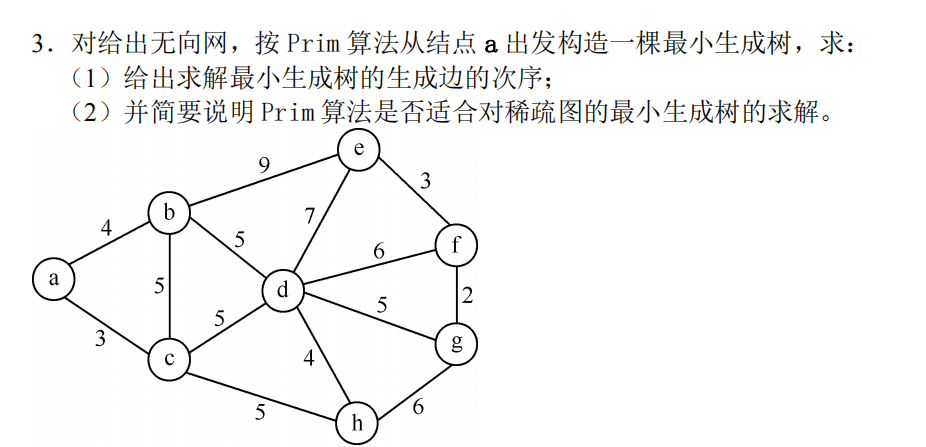 3．对给出无向网，按 Prim 算法从结点 a 出发构造一棵最小生成树，求：
（1）给出求解最小生成树的生成边的次序；
（2）并简要说明 Prim 算法是否适合对稀疏图的最小生成树的求解。
e
9
3
b
4
7
5
6
f
a
5
d
5
2
5
3
c
4
g
5
6
h